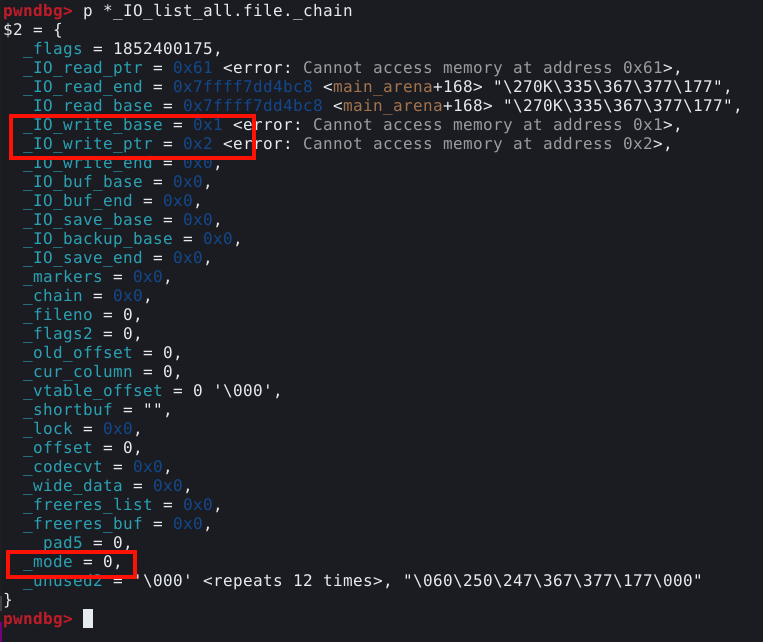 pwndbg> p *_IO_list_all.file._chain
$2 = {
  _flags = 1852400175,
  _IO_read_ptr = 0x61 <error: Cannot access memory at address 0x61>,
  _IO_read_end = 0x7ffff7dd4bc8 <main_arena+168> "\270K\335\367\377\177",
  _IO_read_base = 0x7ffff7dd4bc8 <main_arena+168> "\270K\335\367\377\177",
  _IO_write_base = 0x1 <error: Cannot access memory at address 0x1>,
  _IO_write_ptr = 0x2 <error: Cannot access memory at address 0x2>,
  _IO_write_end = 0x0,
  _IO_buf_base = 0x0,
  _IO_buf_end = 0x0,
  _IO_save_base = 0x0,
  _IO_backup_base = 0x0,
  _IO_save_end = 0x0,
  _markers = 0x0,
  _chain = 0x0,
  _fileno = 0,
  _flags2 = 0,
  _old_offset = 0,
  _cur_column = 0,
  _vtable_offset = 0 '\000',
  _shortbuf = "",
  _lock = 0x0,
  _offset = 0,
  _codecvt = 0x0,
  _wide_data = 0x0,
  _freeres_list = 0x0,
  _freeres_buf = 0x0,
  __pad5 = 0,
  _mode = 0,
  _unused2 = '\000' <repeats 12 times>, "\060\250\247\367\377\177\000"
}
pwndbg>